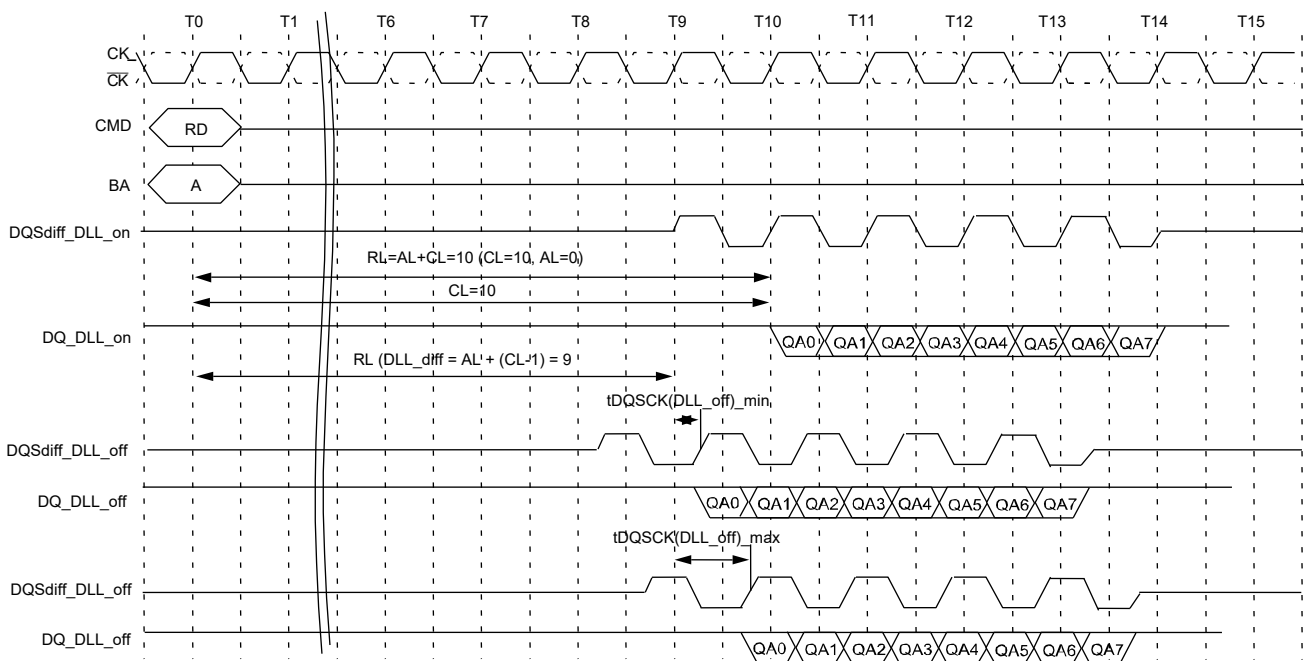 T0 T1 T6 T7 T8 T9 T10 T11 T12 T13 T14 T15
CK
CK
CMD RD
BA A
DQSdiff_DLL_on
RL=AL+CL=10 (CL=10, AL=0)
CL=10
DQ_DLL_on QA0 QA1 QA2 QA3 QA4 QA5 QA6 QA7
RL (DLL_diff = AL + (CL-1) = 9
tDQSCK(DLL_off)_min
DQSdiff_DLL_off
DQ_DLL_off QA0 QA1 QA2 QA3 QA4 QA5 QA6 QA7
tDQSCK(DLL_off)_max
DQSdiff_DLL_off
DQ_DLL_off QA0 QA1 QA2 QA3 QA4 QA5 QA6 QA7